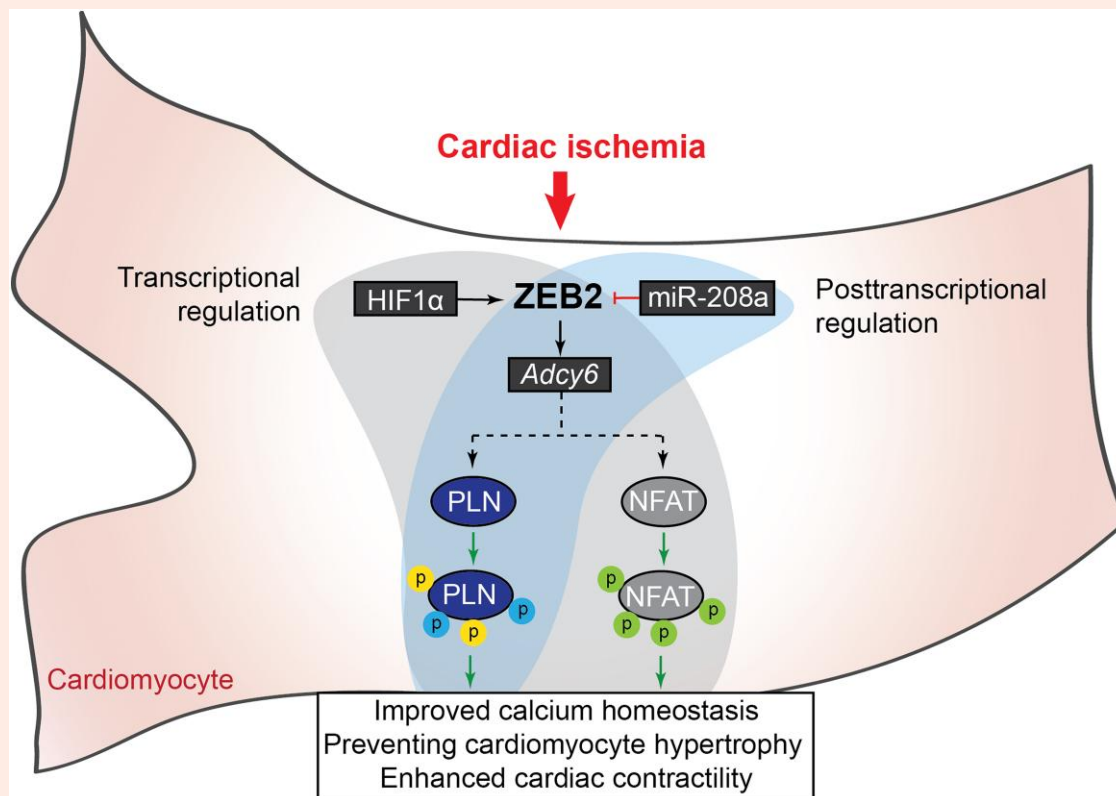 Cardiac ischemia
Transcriptional
regulation
HIF1α
ZEB2
miR-208a
Posttranscriptional
regulation
Adcy6
PLN
NFAT
p
PLN
p
p
p
p
NFAT
p
p
p
Cardiomyocyte
Improved calcium homeostasis
Preventing cardiomyocyte hypertrophy
Enhanced cardiac contractility